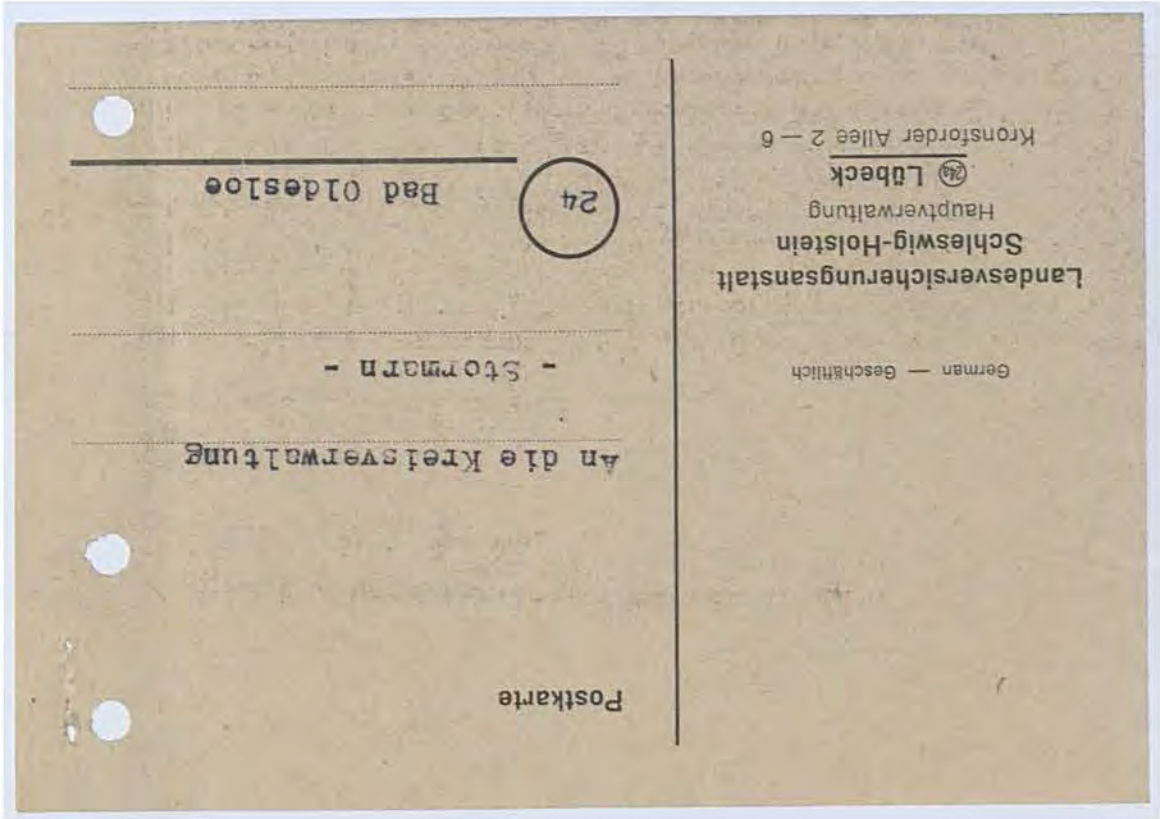 German — Geschäftlich
Landesversicherungsanstalt
Schleswig-Holstein
Hauptverwaltung
24a Lübeck
Kronsforder Allee 2 — 6
Postkarte
An die Kreisverwaltung
- Stormarn -
24 Bad Oldesloe